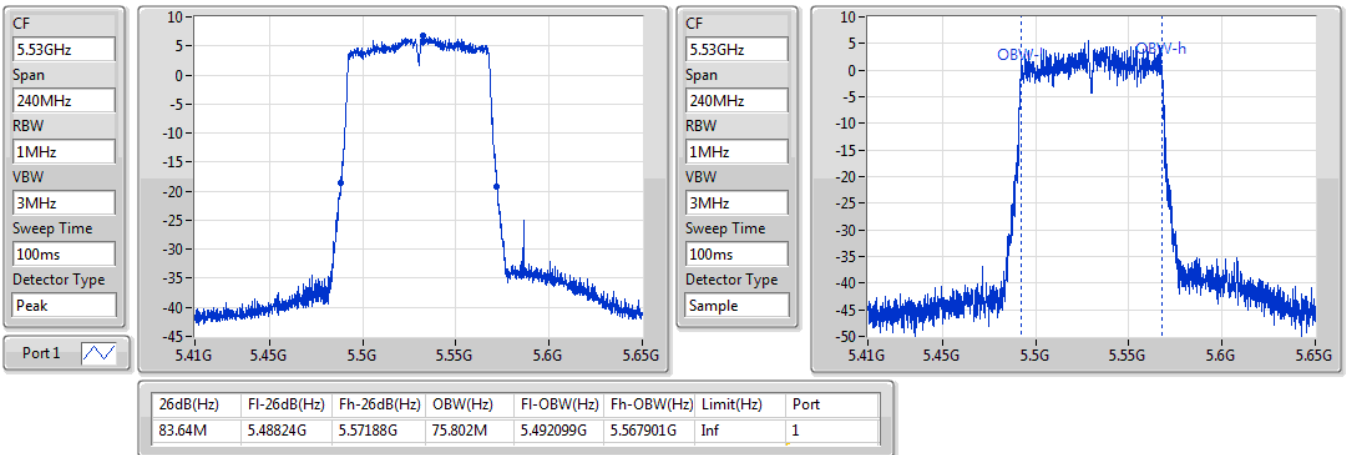 CF
5.53GHz
Span
240MHz
RBW
1MHz
VBW
3MHz
Sweep Time
100ms
Detector Type
Peak
Port 1
10
5
0
-5
-10
-15
-20
-25
-30
-35
-40
-45
5.41G 5.45G 5.5G 5.55G 5.6G 5.65G
CF
5.53GHz
Span
240MHz
RBW
1MHz
VBW
3MHz
Sweep Time
100ms
Detector Type
Sample
10
5
0
-5
-10
-15
-20
-25
-30
-35
-40
-45
-50
OBW-l OBW-h
5.41G 5.45G 5.5G 5.55G 5.6G 5.65G
26dB(Hz) Fl-26dB(Hz) Fh-26dB(Hz) OBW(Hz) Fl-OBW(Hz) Fh-OBW(Hz) Limit(Hz) Port
83.64M 5.48824G 5.57188G 75.802M 5.492099G 5.567901G Inf 1